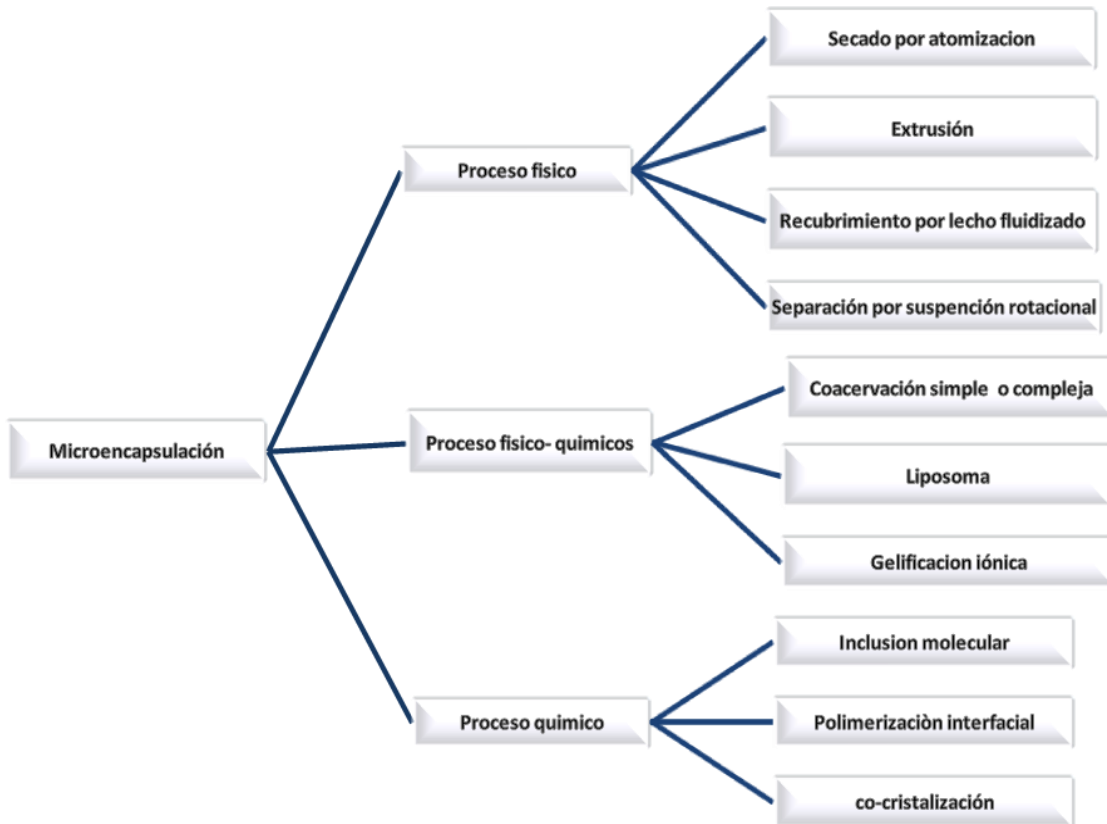 Microencapsulación
Proceso fisico
Secado por atomizacion
Extrusión
Recubrimiento por lecho fluidizado
Separación por suspención rotacional
Proceso fisico- quimicos
Coacervación simple o compleja
Liposoma
Gelificacion iónica
Proceso quimico
Inclusion molecular
Polimerizaciòn interfacial
co-cristalización